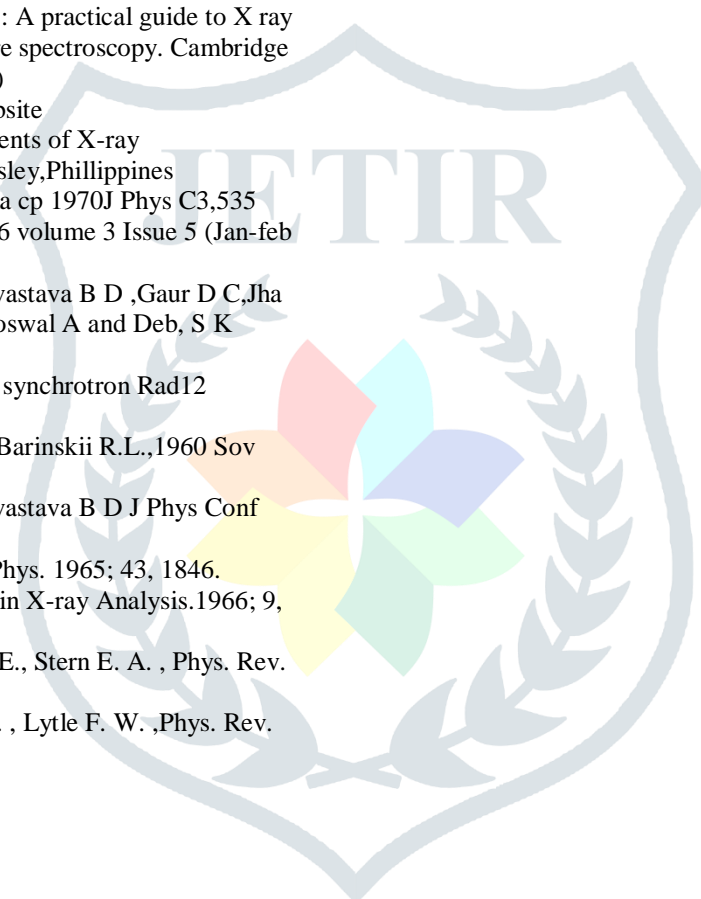 : A practical guide to X ray
e spectroscopy. Cambridge
)
osite
ents of X-ray
sley,Phillippines
a cp 1970J Phys C3,535
6 volume 3 Issue 5 (Jan-feb
vastava B D ,Gaur D C,Jha
oswal A and Deb, S K
synchrotron Rad12
Barinskii R.L.,1960 Sov
vastava B D J Phys Conf
Phys. 1965; 43, 1846.
in X-ray Analysis.1966; 9,
E., Stern E. A. , Phys. Rev.
. , Lytle F. W. ,Phys. Rev.
JETIR